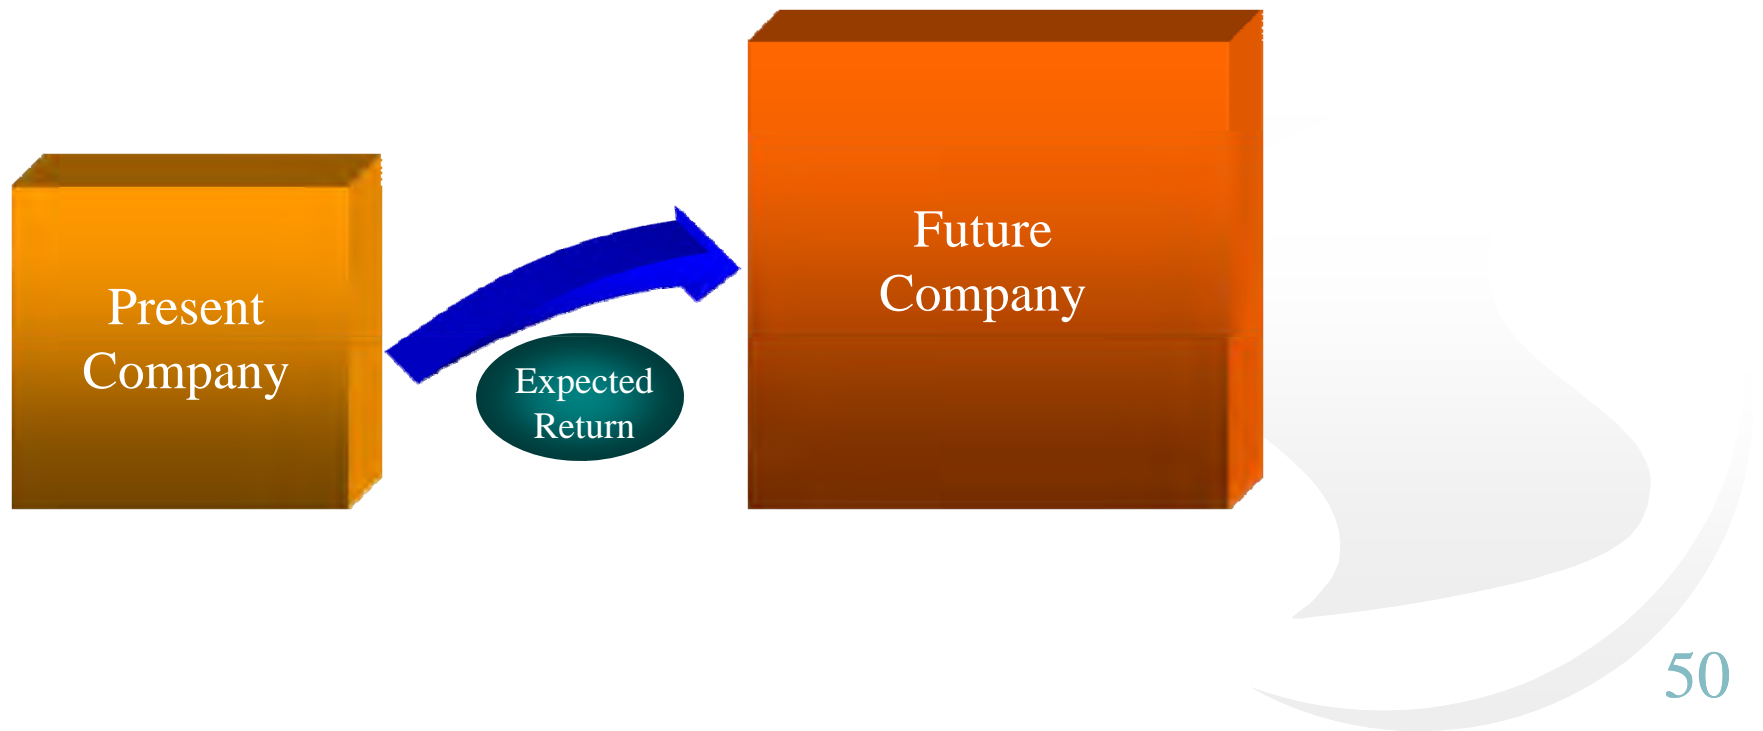 Present
Company
Expected
Return
Future
Company
50